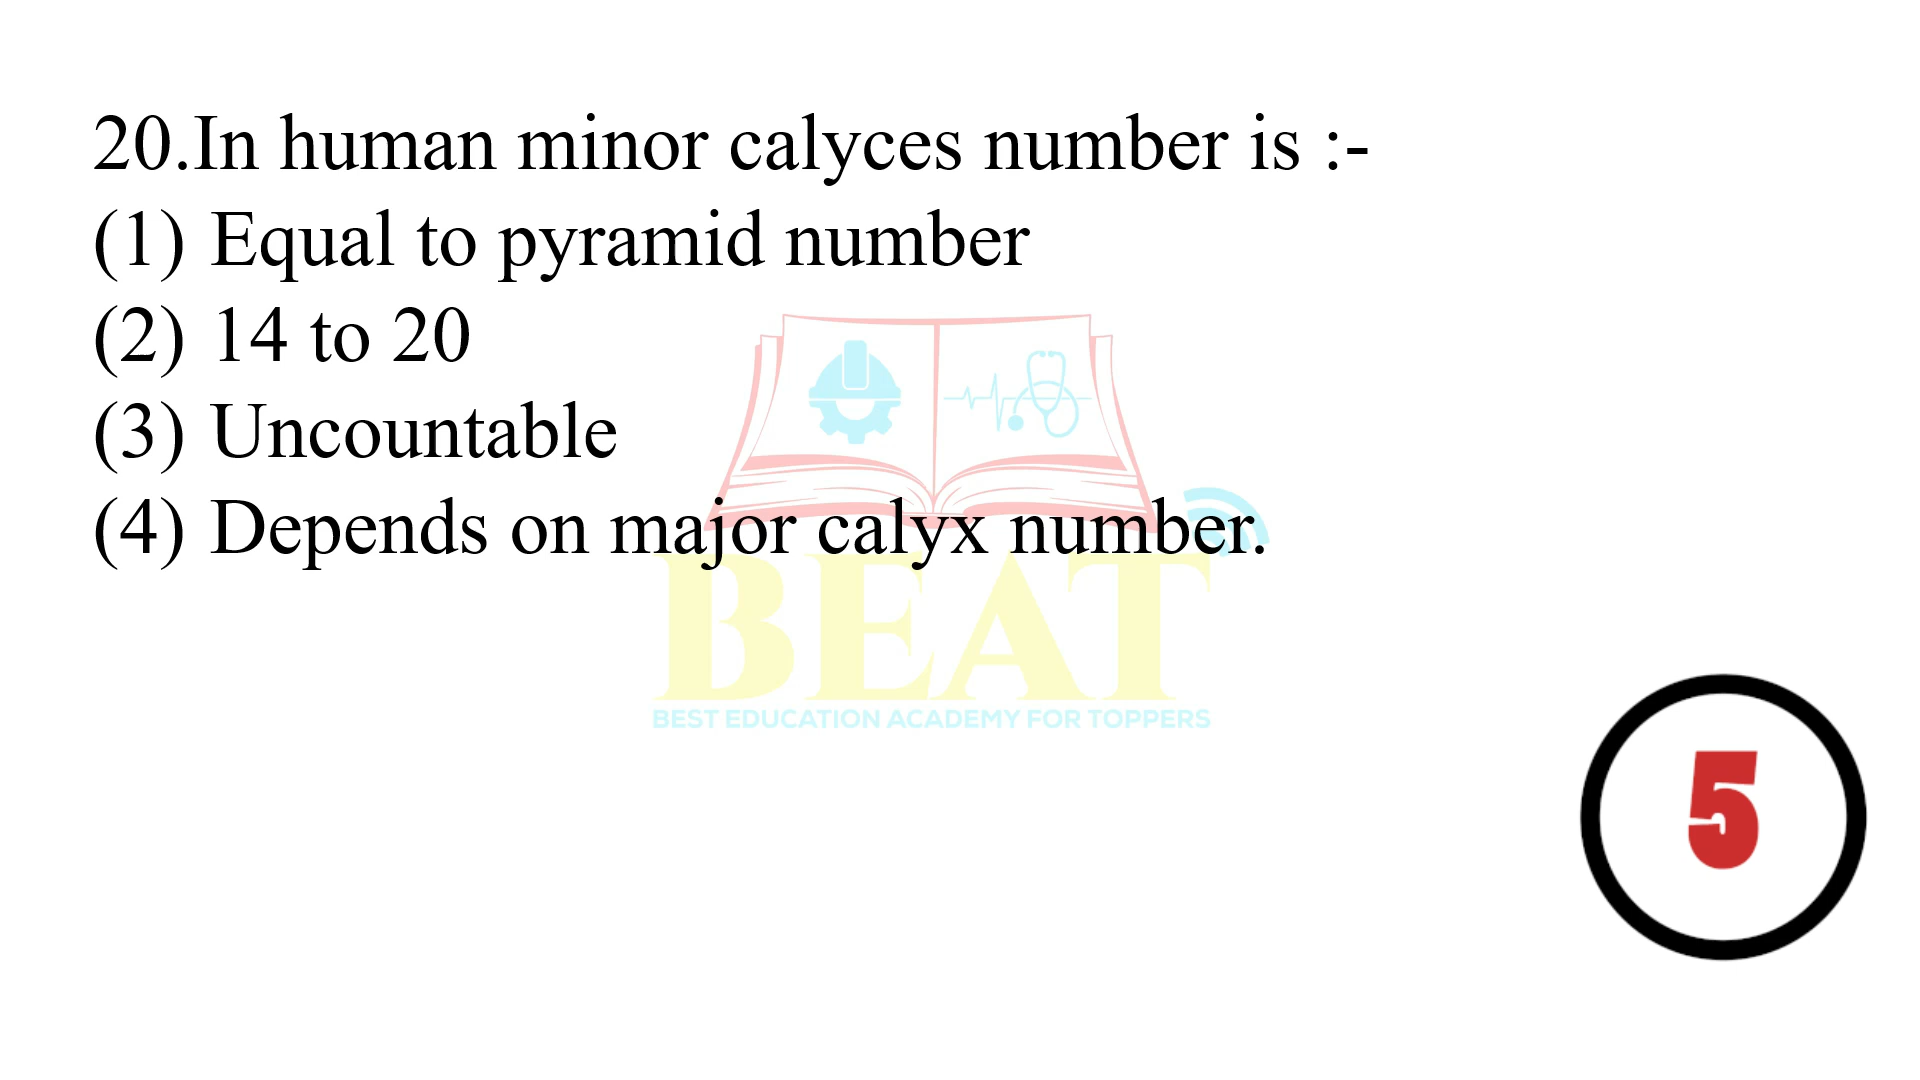 20.In human minor calyces number is :-
(1) Equal to pyramid number
(2) 14 to 20
(3) Uncountable
(4) Depends on major calyx number.
BEAT
BEST EDUCATION ACADEMY FOR TOPPERS
5